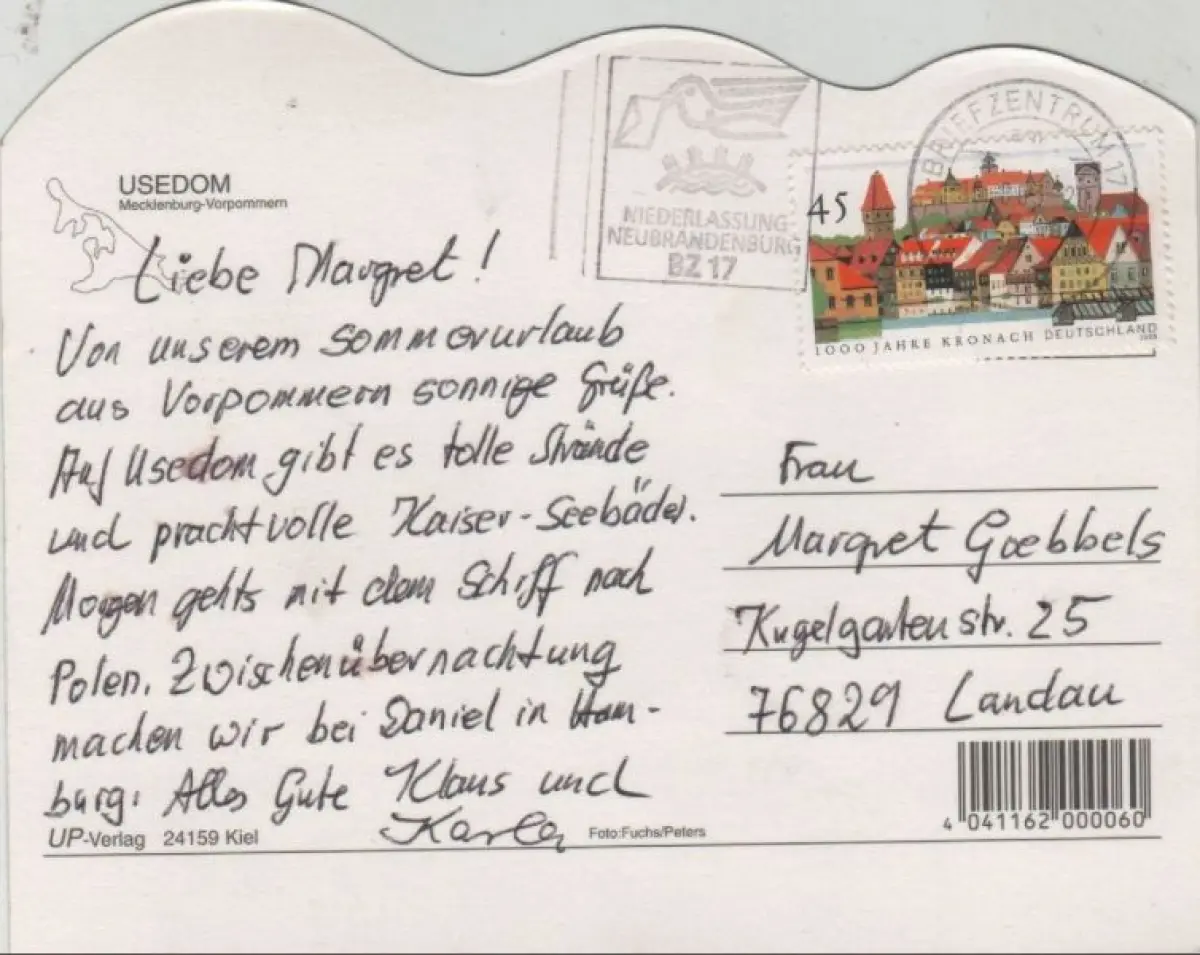 USEDOM
Mecklenburg-Vorpommern
Liebe Margret!
Von unserem Sommerurlaub
aus Vorpommern sonnige Grüße.
Auf Usedom gibt es tolle Strände
und prachtvolle Kaiser-Seebäder.
Morgen gehts mit dem Schiff nach
Polen. Zwischenübernachtung
machen wir bei Daniel in Ham-
burg. Alles Gute Klaus und
Karla
UP-Verlag 24159 Kiel
Foto:Fuchs/Peters
NIEDERLASSUNG
NEUBRANDENBURG
BZ 17
BRIEFZENTRUM 17
45
1000 JAHRE KRONACH DEUTSCHLAND
Frau
Margret Goebbels
Kugelgartenstr. 25
76829 Landau
4 041162 000060